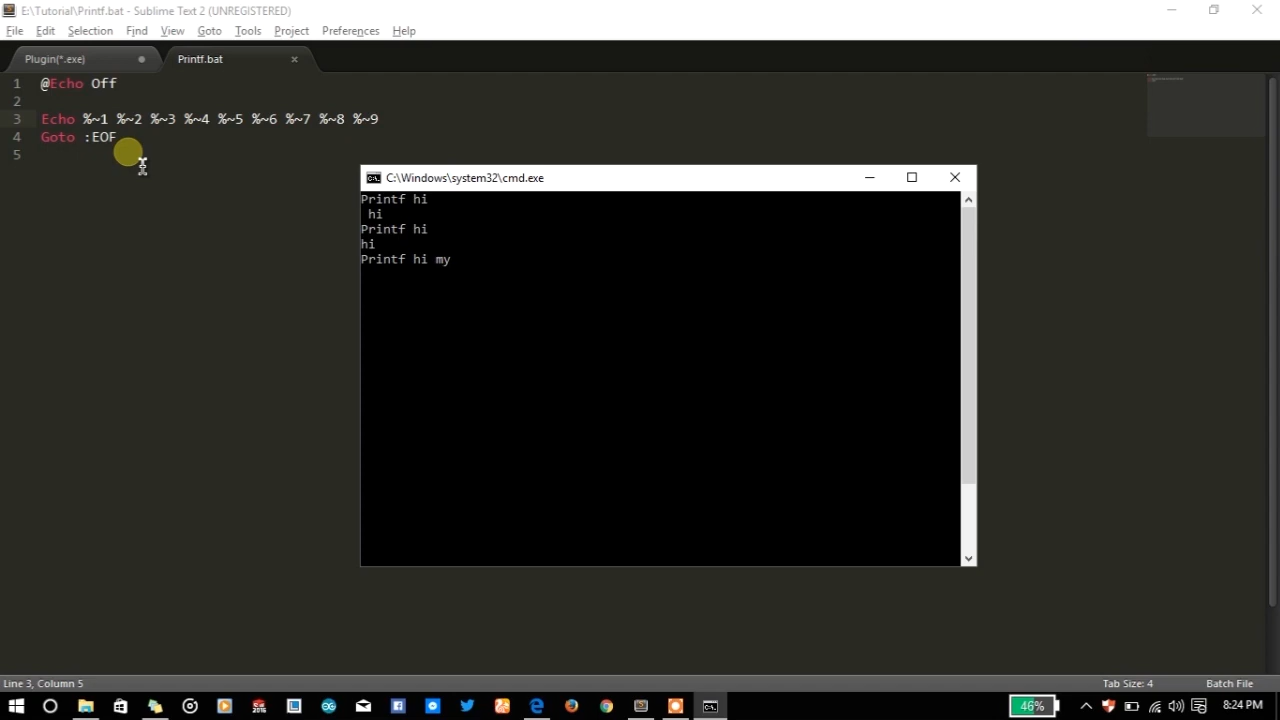 E:\Tutorial\Printf.bat - Sublime Text 2 (UNREGISTERED)
File Edit Selection Find View Goto Tools Project Preferences Help
Plugin(*.exe) Printf.bat
1 @Echo Off
2
3 Echo %~1 %~2 %~3 %~4 %~5 %~6 %~7 %~8 %~9
4 Goto :EOF
5
C:\Windows\system32\cmd.exe
Printf hi
hi
Printf hi
hi
Printf hi my
Line 3, Column 5 Tab Size: 4 Batch File
46% 8:24 PM